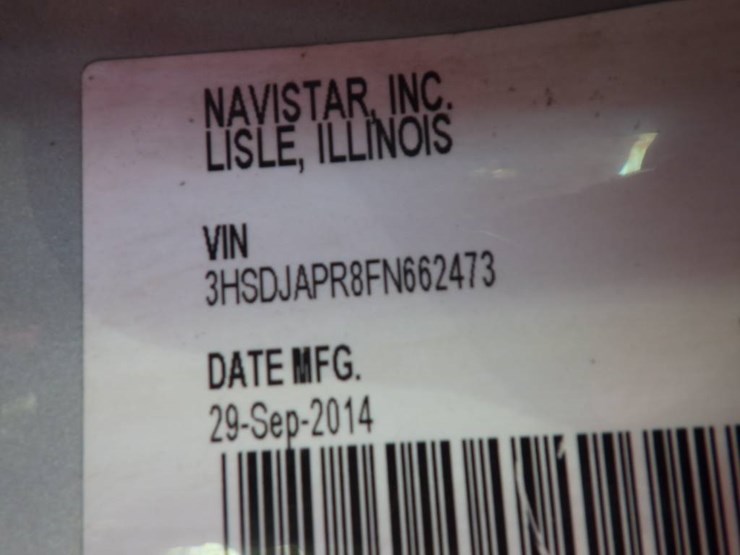 NAVISTAR, INC.
LISLE, ILLINOIS
VIN
3HSDJAPR8FN662473
DATE MFG.
29-Sep-2014